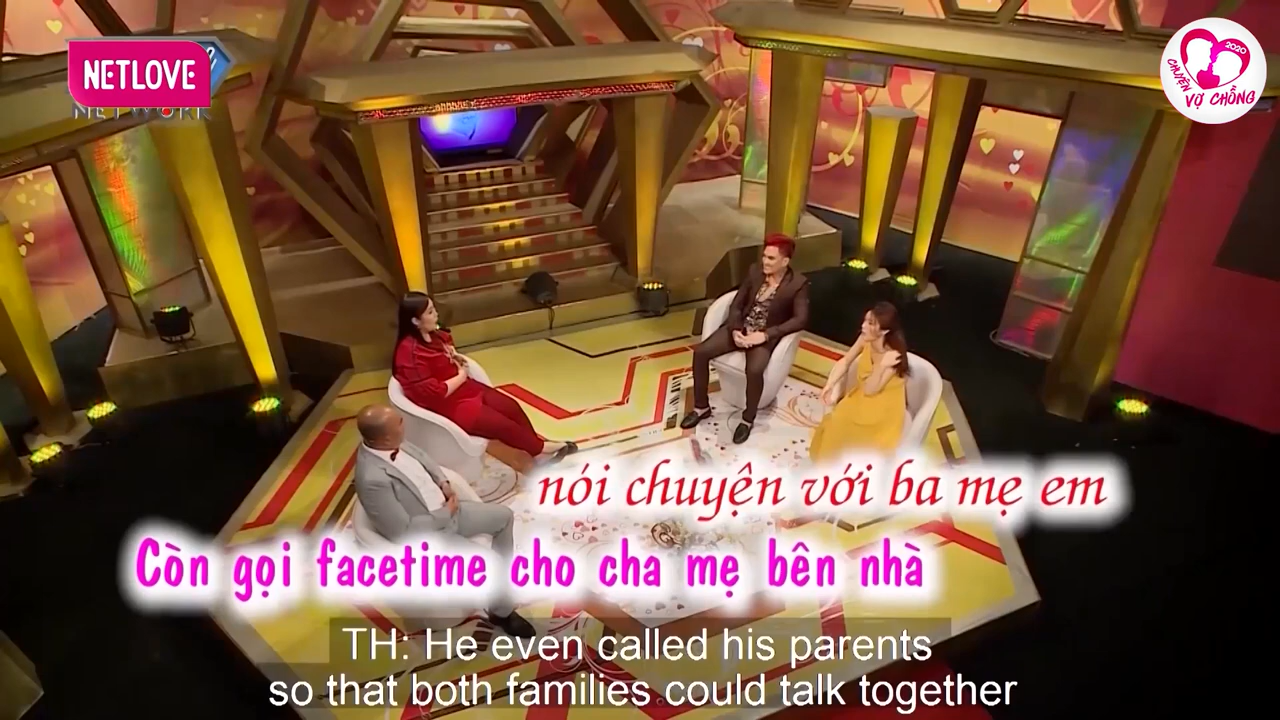 NETLOVE
NETWORK
2020
CHUYỆN
VỢ CHỒNG
nói chuyện với ba mẹ em
Còn gọi facetime cho cha mẹ bên nhà
TH: He even called his parents
so that both families could talk together